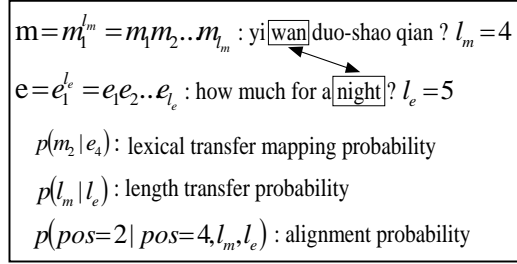 m=m_1^{l_m}=m_1m_2..m_{l_m} : yi wan duo-shao qian ? l_m=4
e=e_1^{l_e}=e_1e_2..e_{l_e} : how much for a night ? l_e=5
p(m_2|e_4) : lexical transfer mapping probability
p(l_m|l_e) : length transfer probability
p(pos=2|pos=4,l_m,l_e) : alignment probability